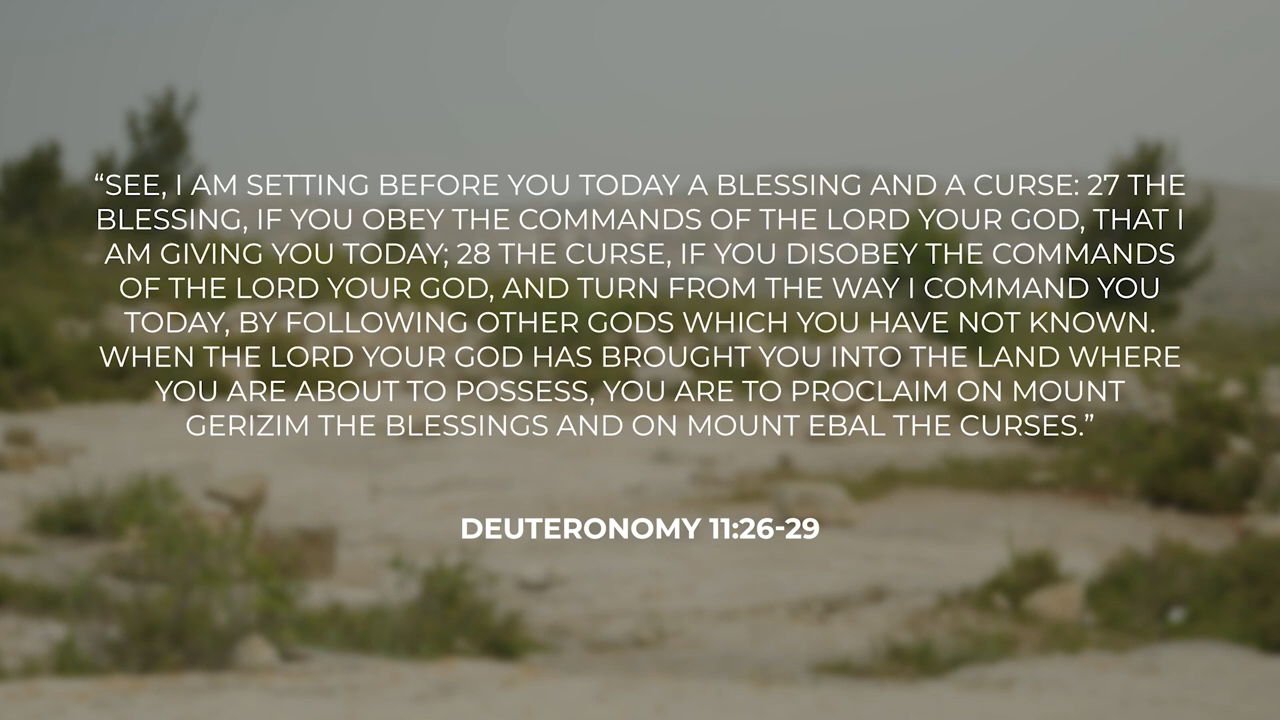 “SEE, I AM SETTING BEFORE YOU TODAY A BLESSING AND A CURSE: 27 THE
BLESSING, IF YOU OBEY THE COMMANDS OF THE LORD YOUR GOD, THAT I
AM GIVING YOU TODAY; 28 THE CURSE, IF YOU DISOBEY THE COMMANDS
OF THE LORD YOUR GOD, AND TURN FROM THE WAY I COMMAND YOU
TODAY, BY FOLLOWING OTHER GODS WHICH YOU HAVE NOT KNOWN.
WHEN THE LORD YOUR GOD HAS BROUGHT YOU INTO THE LAND WHERE
YOU ARE ABOUT TO POSSESS, YOU ARE TO PROCLAIM ON MOUNT
GERIZIM THE BLESSINGS AND ON MOUNT EBAL THE CURSES.”
DEUTERONOMY 11:26-29